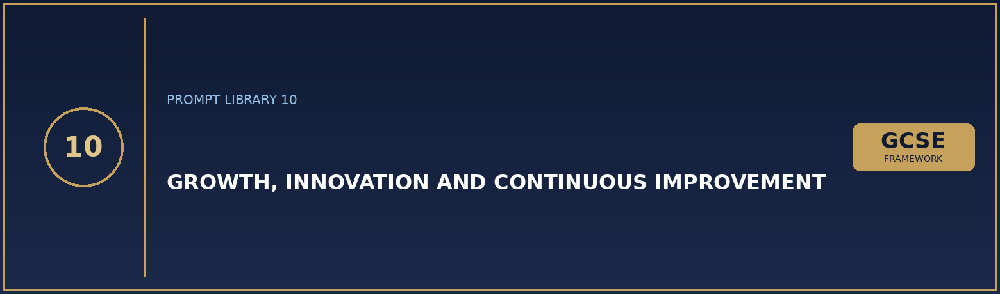 10
PROMPT LIBRARY 10
GROWTH, INNOVATION AND CONTINUOUS IMPROVEMENT
GCSE
FRAMEWORK